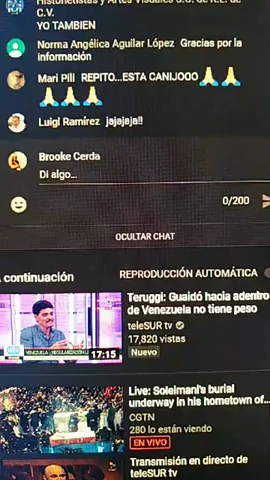 Historietistas y Artes Visuales S.C. de R.L. de
C.V.
YO TAMBIEN
Norma Angélica Aguilar López Gracias por la
información
Mari Pili REPITO...ESTA CANIJOOO 🙏 🙏
🙏 🙏 🙏
Luigi Ramírez jajajaja!!
Brooke Cerda
Di algo...
0/200
OCULTAR CHAT
continuación
REPRODUCCIÓN AUTOMÁTICA
Teruggi: Guaidó hacia adentro
de Venezuela no tiene peso
teleSUR tv
17,820 vistas
Nuevo
17:15
Live: Soleimani's burial
underway in his hometown of...
CGTN
280 lo están viendo
EN VIVO
Transmisión en directo de
teleSUR tv